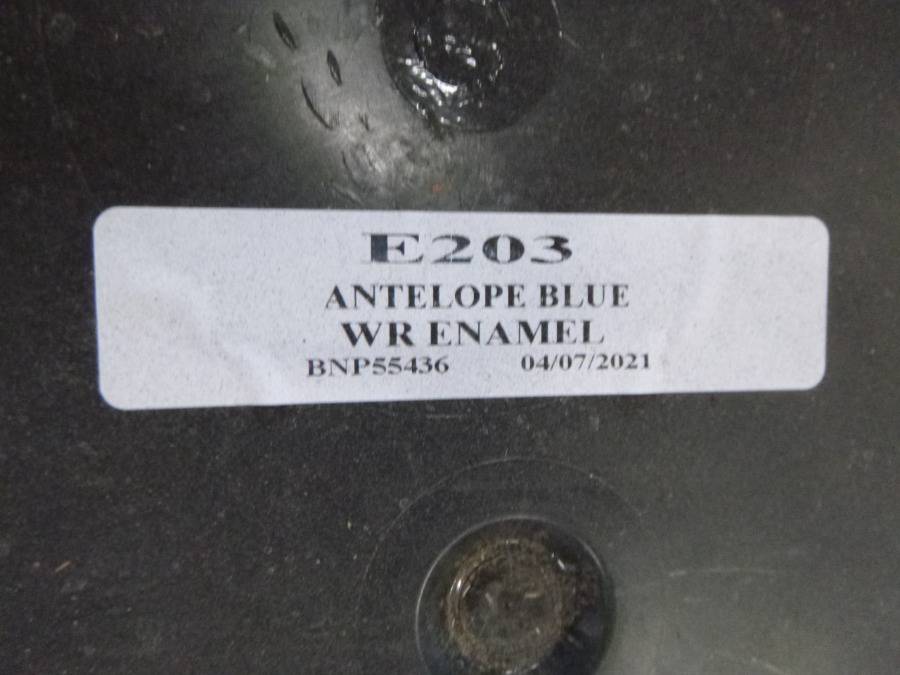 E203
ANTELOPE BLUE
WR ENAMEL
BNP55436 04/07/2021